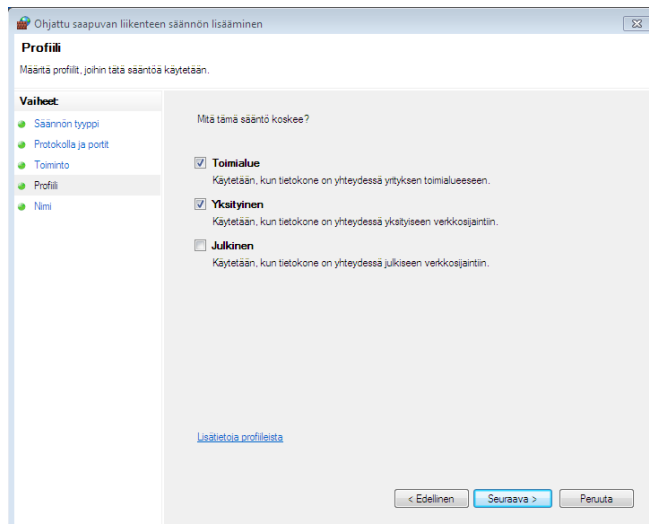 Ohjattu saapuvan liikenteen säännön lisääminen
Profiili
Määritä profiilit, joihin tätä sääntöä käytetään.
Vaiheet:
Säännön tyyppi
Protokolla ja portit
Toiminto
Profiili
Nimi
Mitä tämä sääntö koskee?
Toimialue
Käytetään, kun tietokone on yhteydessä yrityksen toimialueeseen.
Yksityinen
Käytetään, kun tietokone on yhteydessä yksityiseen verkkosijaintiin.
Julkinen
Käytetään, kun tietokone on yhteydessä julkiseen verkkosijaintiin.
Lisätietoja profiileista
< Edellinen Seuraava > Peruuta